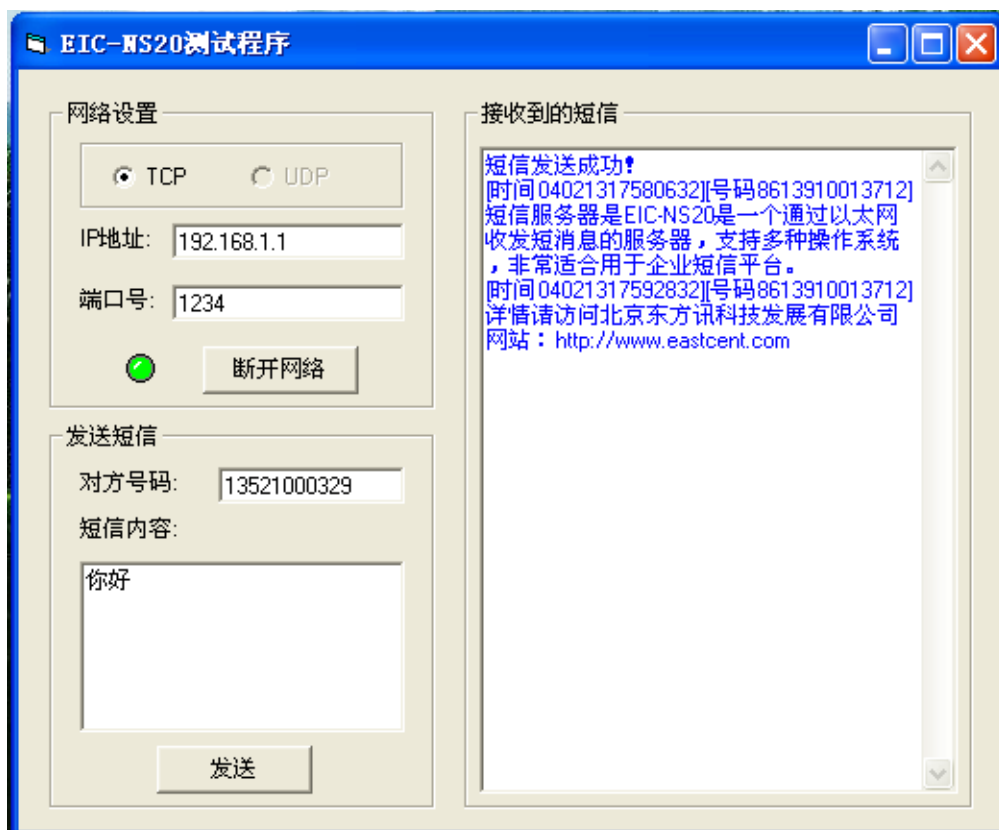 EIC-NS20测试程序
网络设置
TCP
UDP
IP地址:
192.168.1.1
端口号:
1234
断开网络
发送短信
对方号码:
13521000329
短信内容:
你好
发送
接收到的短信
短信发送成功!
[时间04021317580632][号码8613910013712]
短信服务器是EIC-NS20是一个通过以太网
收发短消息的服务器，支持多种操作系统
，非常适合用于企业短信平台。
[时间04021317592832][号码8613910013712]
详情请访问北京东方讯科技发展有限公司
网站：http://www.eastcent.com